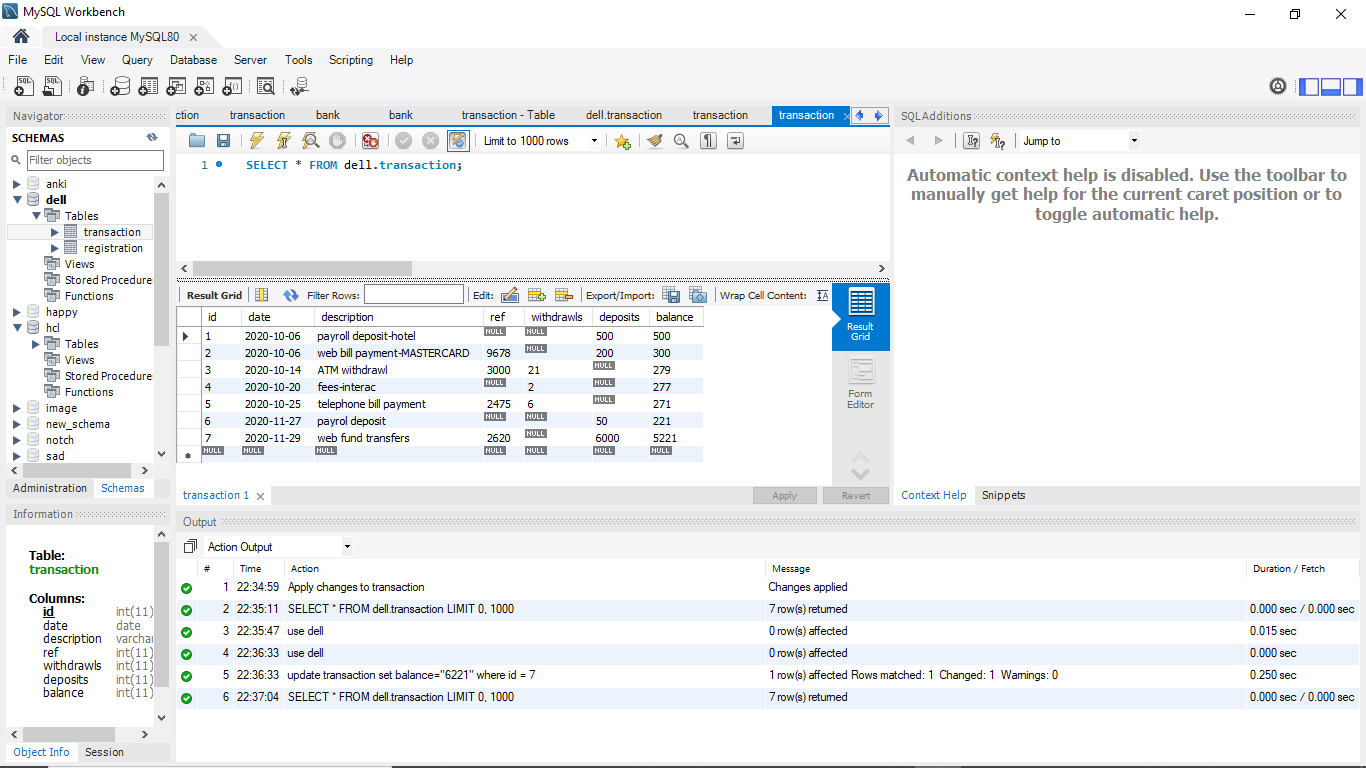 MySQL Workbench
Local instance MySQL80
File Edit View Query Database Server Tools Scripting Help
Navigator
SCHEMAS
Filter objects
anki
dell
Tables
transaction
registration
Views
Stored Procedure
Functions
happy
hcl
Tables
Views
Stored Procedure
Functions
image
new_schema
notch
sad
Administration Schemas
Information
Table:
transaction
Columns:
id int(11)
date date
description varchar
ref int(11)
withdrawls int(11)
deposits int(11)
balance int(11)
Object Info Session
ction transaction bank bank transaction - Table dell.transaction transaction transaction
Limit to 1000 rows
1 SELECT * FROM dell.transaction;
Result Grid Filter Rows: Edit: Export/Import: Wrap Cell Content: IA
id date description ref withdrawls deposits balance
1 2020-10-06 payroll deposit-hotel NULL NULL 500 500
2 2020-10-06 web bill payment-MASTERCARD 9678 NULL 200 300
3 2020-10-14 ATM withdrawl 3000 21 NULL 279
4 2020-10-20 fees-interac NULL 2 NULL 277
5 2020-10-25 telephone bill payment 2475 6 NULL 271
6 2020-11-27 payrol deposit NULL NULL 50 221
7 2020-11-29 web fund transfers 2620 NULL 6000 5221
NULL NULL NULL NULL NULL NULL NULL
Result
Grid
Form
Editor
transaction 1 Apply Revert
SQLAdditions
Jump to
Automatic context help is disabled. Use the toolbar to
manually get help for the current caret position or to
toggle automatic help.
Context Help Snippets
Output
Action Output
# Time Action Message Duration / Fetch
1 22:34:59 Apply changes to transaction Changes applied
2 22:35:11 SELECT * FROM dell.transaction LIMIT 0, 1000 7 row(s) returned 0.000 sec / 0.000 sec
3 22:35:47 use dell 0 row(s) affected 0.015 sec
4 22:36:33 use dell 0 row(s) affected 0.000 sec
5 22:36:33 update transaction set balance="6221" where id = 7 1 row(s) affected Rows matched: 1 Changed: 1 Warnings: 0 0.250 sec
6 22:37:04 SELECT * FROM dell.transaction LIMIT 0, 1000 7 row(s) returned 0.000 sec / 0.000 sec